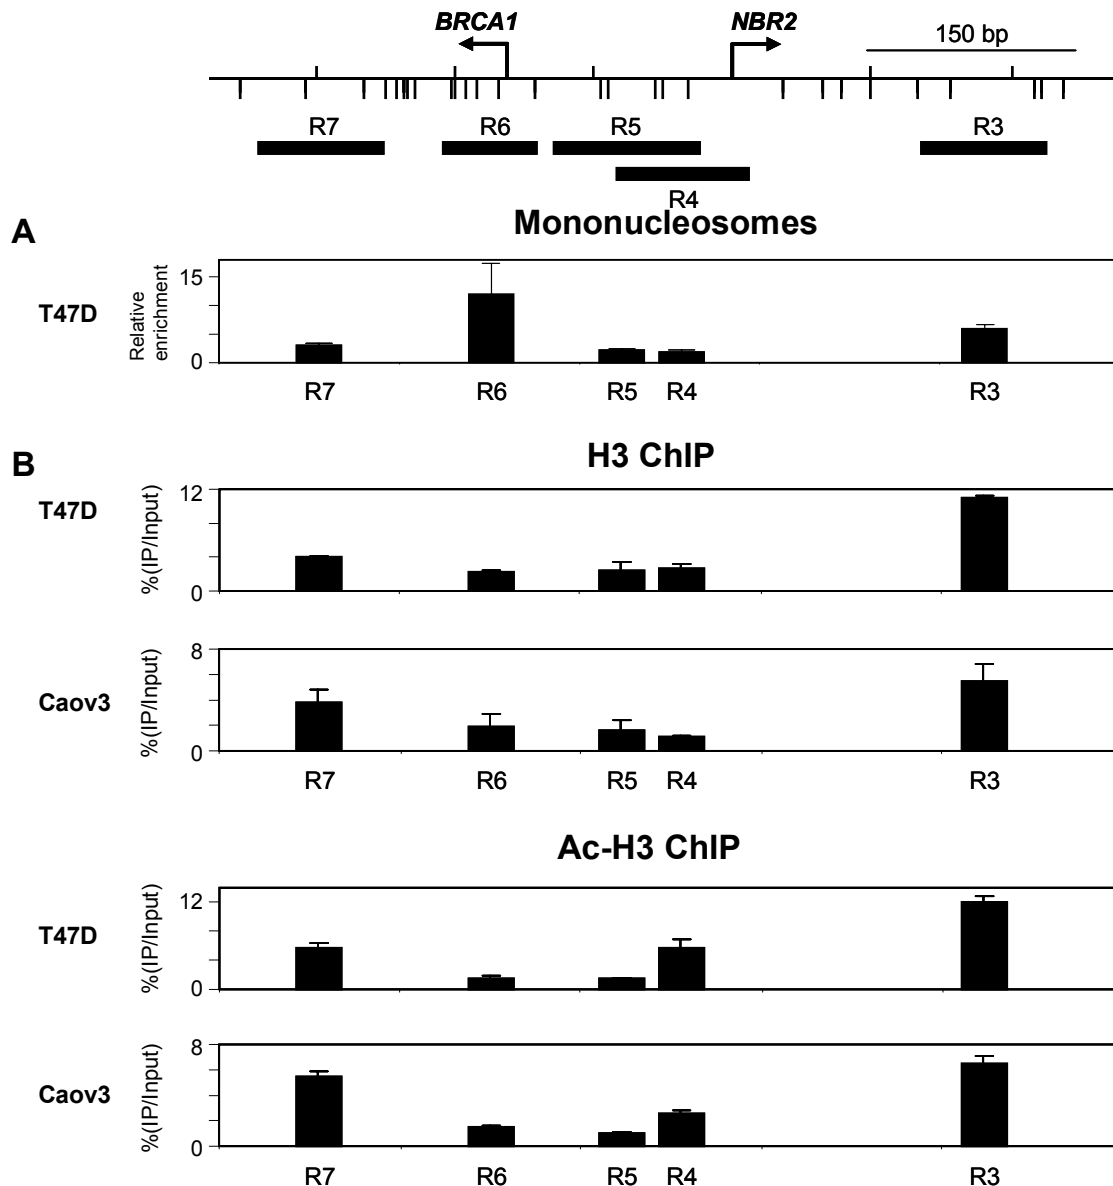 BRCA1 NBR2
150 bp
R7 R6 R5 R3
R4
A Mononucleosomes
T47D
Relative
enrichment
15
0
R7 R6 R5 R4 R3
B H3 ChIP
T47D
%(IP/Input)
12
0
Caov3
%(IP/Input)
8
0
R7 R6 R5 R4 R3
Ac-H3 ChIP
T47D
%(IP/Input)
12
0
Caov3
%(IP/Input)
8
0
R7 R6 R5 R4 R3